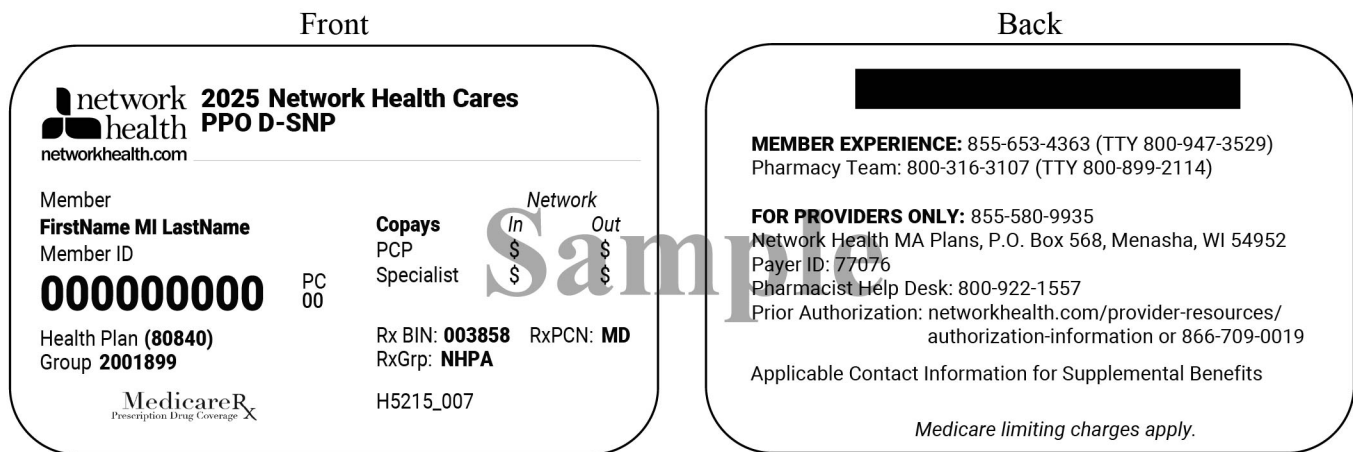 Front
network health
networkhealth.com
2025 Network Health Cares
PPO D-SNP
Member
FirstName MI LastName
Member ID
000000000
PC
00
Health Plan (80840)
Group 2001899
MedicareRx
Prescription Drug Coverage
Network
Copays In Out
PCP $ $
Specialist $ $
Rx BIN: 003858 RxPCN: MD
RxGrp: NHPA
H5215_007
Sample
Back
MEMBER EXPERIENCE: 855-653-4363 (TTY 800-947-3529)
Pharmacy Team: 800-316-3107 (TTY 800-899-2114)
FOR PROVIDERS ONLY: 855-580-9935
Network Health MA Plans, P.O. Box 568, Menasha, WI 54952
Payer ID: 77076
Pharmacist Help Desk: 800-922-1557
Prior Authorization: networkhealth.com/provider-resources/
authorization-information or 866-709-0019
Applicable Contact Information for Supplemental Benefits
Medicare limiting charges apply.